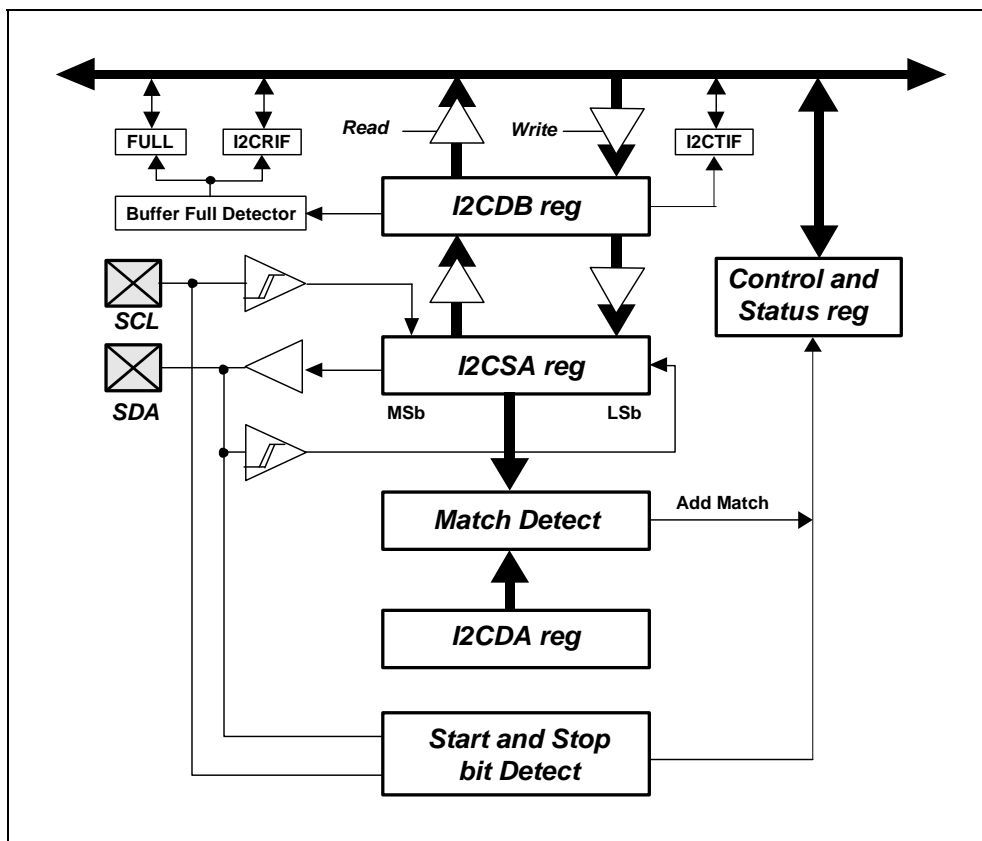 Read
Write
FULL
I2CRIF
I2CTIF
I2CDB reg
Buffer Full Detector
SCL
Control and
Status reg
I2CSA reg
SDA
MSb
LSb
Match Detect
Add Match
I2CDA reg
Start and Stop
bit Detect